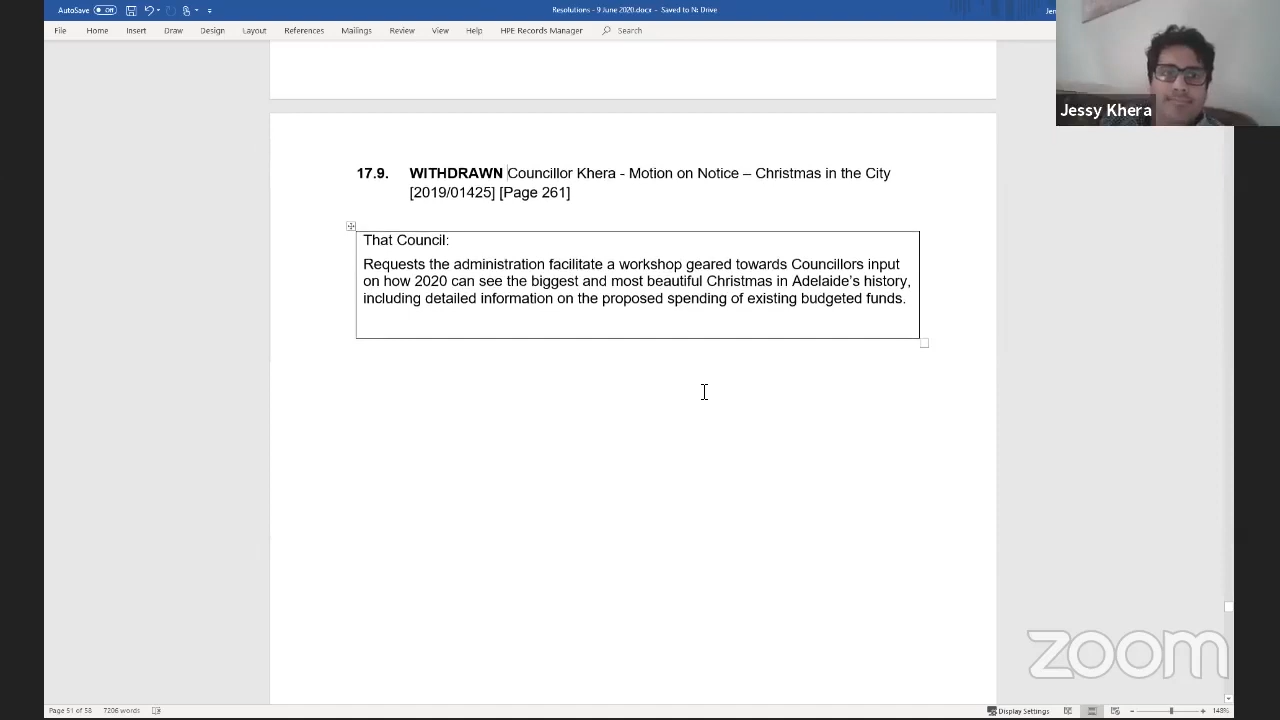 AutoSave Off
Resolutions - 9 June 2020.docx - Saved to N: Drive
Jen
File Home Insert Draw Design Layout References Mailings Review View Help HPE Records Manager Search
Jessy Khera
17.9. WITHDRAWN Councillor Khera - Motion on Notice – Christmas in the City
[2019/01425] [Page 261]
That Council:
Requests the administration facilitate a workshop geared towards Councillors input
on how 2020 can see the biggest and most beautiful Christmas in Adelaide’s history,
including detailed information on the proposed spending of existing budgeted funds.
zoom
Page 51 of 58 7206 words Display Settings 148%